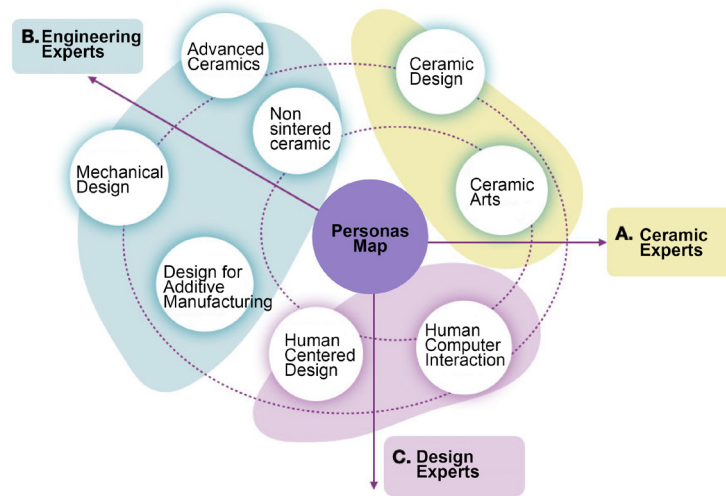 B. Engineering
Experts
Advanced
Ceramics
Ceramic
Design
Non
sintered
ceramic
Mechanical
Design
Ceramic
Arts
Personas
Map
A. Ceramic
Experts
Design for
Additive
Manufacturing
Human
Centered
Design
Human
Computer
Interaction
C. Design
Experts